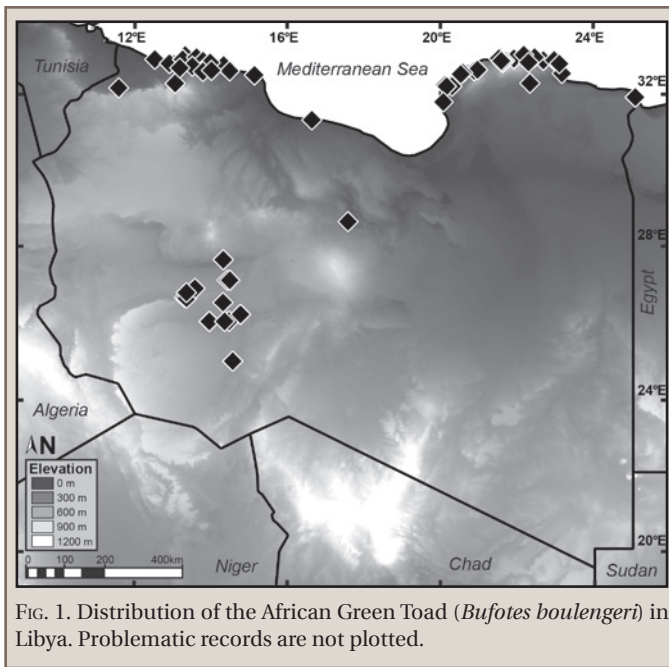 12°E 16°E 20°E 24°E
Tunisia
Mediterranean Sea
32°E
28°E
Egypt
24°E
Algeria
N
Elevation
0 m
300 m
600 m
900 m
1200 m
0 100 200 400km
20°E
Niger
Chad
Sudan
FIG. 1. Distribution of the African Green Toad (Bufotes boulengeri) in
Libya. Problematic records are not plotted.